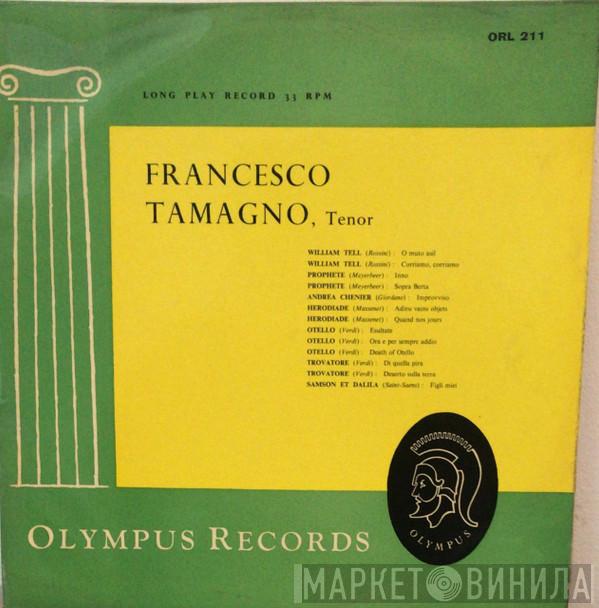 ORL 211
LONG PLAY RECORD 33 RPM
FRANCESCO
TAMAGNO, Tenor
WILLIAM TELL (Rossini) : O muto asil
WILLIAM TELL (Rossini) : Corriamo, corriamo
PROPHETE (Meyerbeer) : Inno
PROPHETE (Meyerbeer) : Sopra Berta
ANDREA CHENIER (Giordano) : Improvviso
HERODIADE (Massenet) : Adieu vains objets
HERODIADE (Massenet) : Quand nos jours
OTELLO (Verdi) : Esultate
OTELLO (Verdi) : Ora e per sempre addio
OTELLO (Verdi) : Death of Otello
TROVATORE (Verdi) : Di quella pira
TROVATORE (Verdi) : Deserto sulla terra
SAMSON ET DALILA (Saint-Saens) : Figli miei
OLYMPUS
OLYMPUS RECORDS
МАРКЕТ ВИНИЛА